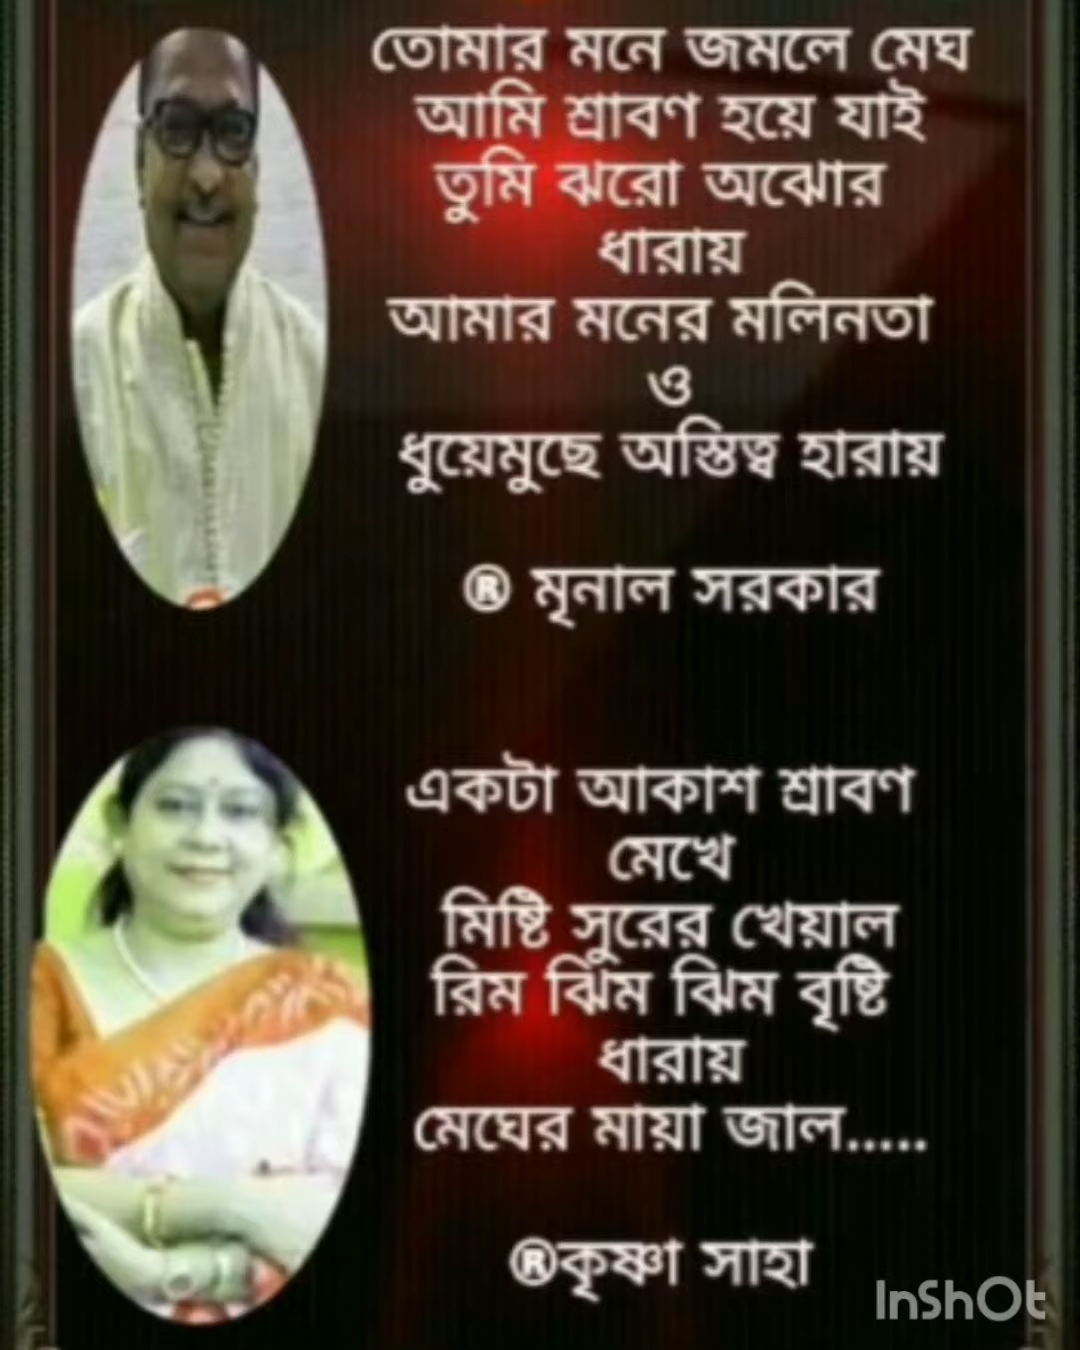 তোমার মনে জমলে মেঘ
আমি শ্রাবণ হয়ে যাই
তুমি ঝরো অঝোর
ধারায়
আমার মনের মলিনতা
ও
ধুয়েমুছে অস্তিত্ব হারায়
® মৃনাল সরকার
একটা আকাশ শ্রাবণ
মেখে
মিষ্টি সুরের খেয়াল
রিম ঝিম ঝিম বৃষ্টি
ধারায়
মেঘের মায়া জাল.....
®কৃষ্ণা সাহা
InShOt